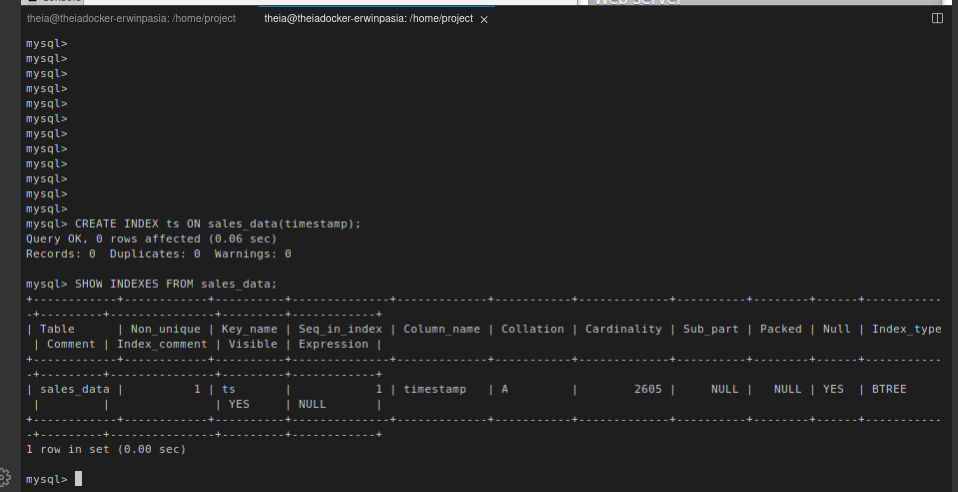 theia@theiadocker-erwinpasia: /home/project theia@theiadocker-erwinpasia: /home/project ×
mysql>
mysql>
mysql>
mysql>
mysql>
mysql>
mysql>
mysql>
mysql>
mysql>
mysql>
mysql>
mysql> CREATE INDEX ts ON sales_data(timestamp);
Query OK, 0 rows affected (0.06 sec)
Records: 0  Duplicates: 0  Warnings: 0
mysql> SHOW INDEXES FROM sales_data;
+------------+------------+----------+--------------+-------------+-----------+-------------+----------+--------+------+-----------
-+---------+---------------+---------+------------+
| Table      | Non_unique | Key_name | Seq_in_index | Column_name | Collation | Cardinality | Sub_part | Packed | Null | Index_type
 | Comment | Index_comment | Visible | Expression |
+------------+------------+----------+--------------+-------------+-----------+-------------+----------+--------+------+-----------
-+---------+---------------+---------+------------+
| sales_data |          1 | ts       |            1 | timestamp   | A         |        2605 |     NULL |   NULL | YES  | BTREE
 |         |               | YES     | NULL       |
+------------+------------+----------+--------------+-------------+-----------+-------------+----------+--------+------+-----------
-+---------+---------------+---------+------------+
1 row in set (0.00 sec)
mysql>